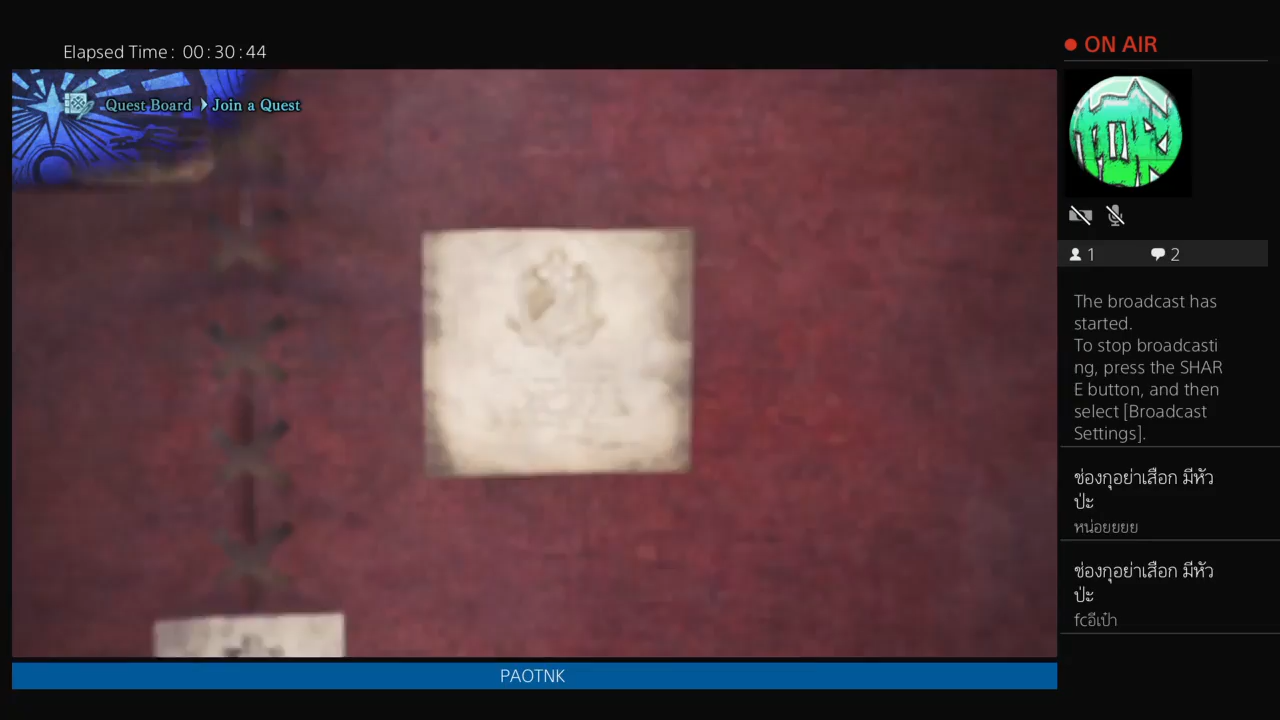 Elapsed Time: 00:30:44
ON AIR
Quest Board > Join a Quest
1 2
The broadcast has
started.
To stop broadcasti
ng, press the SHAR
E button, and then
select [Broadcast
Settings].
ช่องกุอย่าเสือก มีหัว
ป่ะ
หน่อยยยย
ช่องกุอย่าเสือก มีหัว
ป่ะ
fcอีเป๋า
PAOTNK